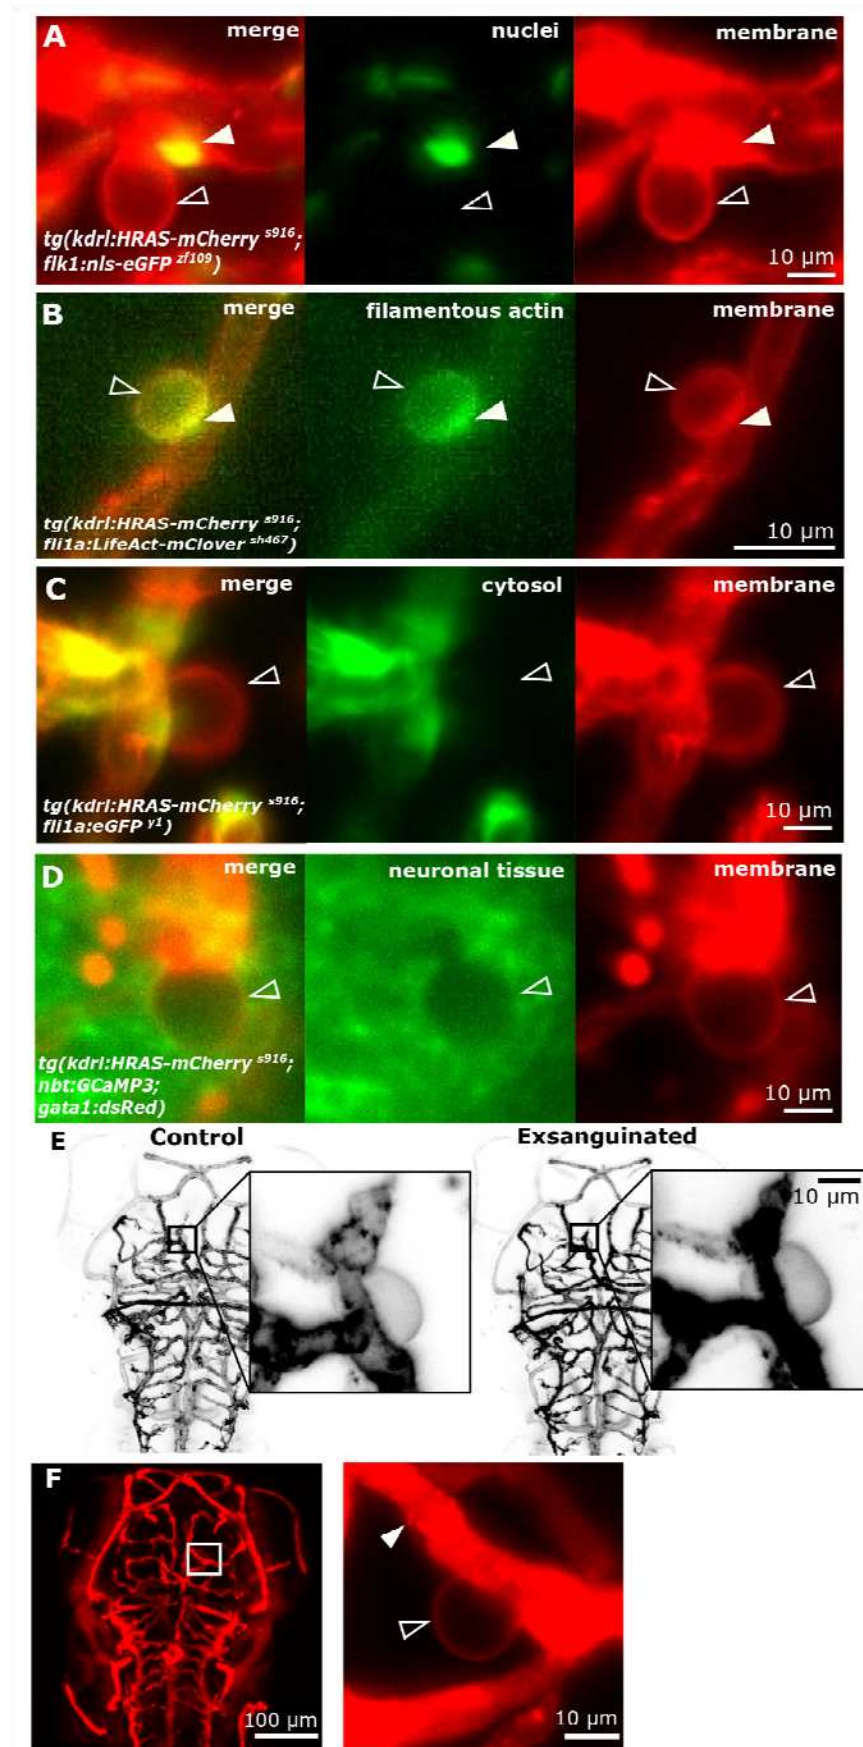 A merge nuclei membrane
tg(kdrl:HRAS-mCherry s916;
flk1:nls-eGFP zf109)
10 µm
B merge filamentous actin membrane
tg(kdrl:HRAS-mCherry s916;
fli1a:LifeAct-mClover sh467)
10 µm
C merge cytosol membrane
tg(kdrl:HRAS-mCherry s916;
fli1a:eGFP y1)
10 µm
D merge neuronal tissue membrane
tg(kdrl:HRAS-mCherry s916;
nbt:GCaMP3;
gata1:dsRed)
10 µm
E Control Exsanguinated
10 µm
F
100 µm
10 µm